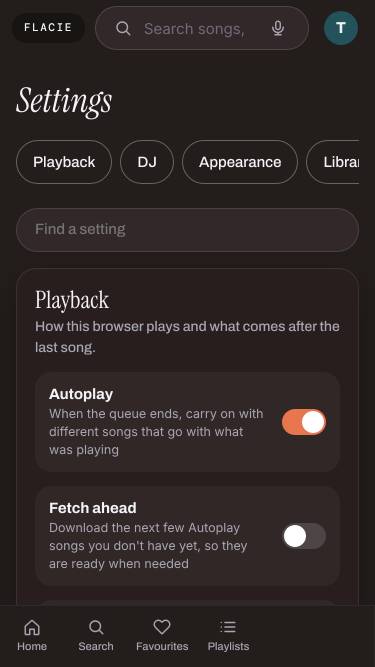 FLACIE
Search songs,
T
Settings
Playback
DJ
Appearance
Librar
Find a setting
Playback
How this browser plays and what comes after the
last song.
Autoplay
When the queue ends, carry on with
different songs that go with what
was playing
Fetch ahead
Download the next few Autoplay
songs you don't have yet, so they
are ready when needed
Home
Search
Favourites
Playlists